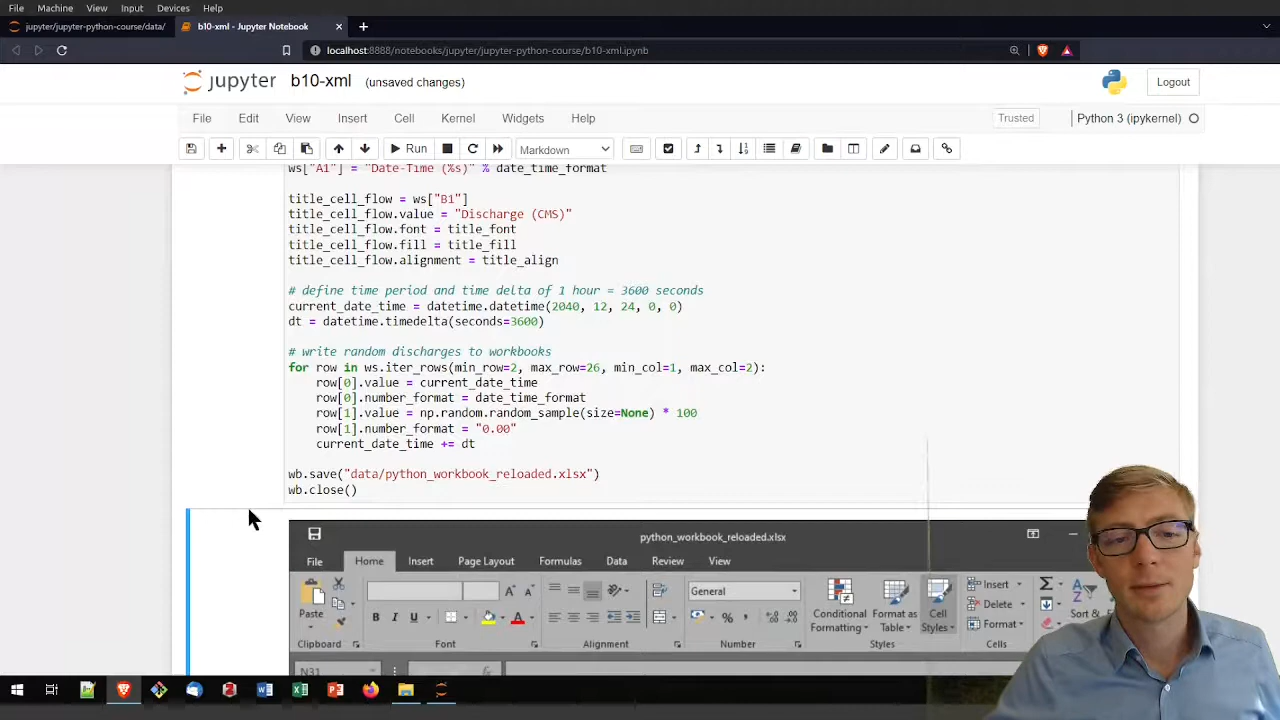 File Machine View Input Devices Help
jupyter/jupyter-python-course/data/ b10-xml - Jupyter Notebook
localhost:8888/notebooks/jupyter/jupyter-python-course/b10-xml.ipynb
jupyter b10-xml (unsaved changes) Logout
File Edit View Insert Cell Kernel Widgets Help Trusted Python 3 (ipykernel)
Run Markdown
ws["A1"] = "Date-Time (%s)" % date_time_format
title_cell_flow = ws["B1"]
title_cell_flow.value = "Discharge (CMS)"
title_cell_flow.font = title_font
title_cell_flow.fill = title_fill
title_cell_flow.alignment = title_align
# define time period and time delta of 1 hour = 3600 seconds
current_date_time = datetime.datetime(2040, 12, 24, 0, 0)
dt = datetime.timedelta(seconds=3600)
# write random discharges to workbooks
for row in ws.iter_rows(min_row=2, max_row=26, min_col=1, max_col=2):
row[0].value = current_date_time
row[0].number_format = date_time_format
row[1].value = np.random.random_sample(size=None) * 100
row[1].number_format = "0.00"
current_date_time += dt
wb.save("data/python_workbook_reloaded.xlsx")
wb.close()
python_workbook_reloaded.xlsx
File Home Insert Page Layout Formulas Data Review View
General Insert
Paste Conditional Format as Cell Delete Sort &
B I U Formatting Table Styles Format
Clipboard Font Alignment Number Styles Cells
N31